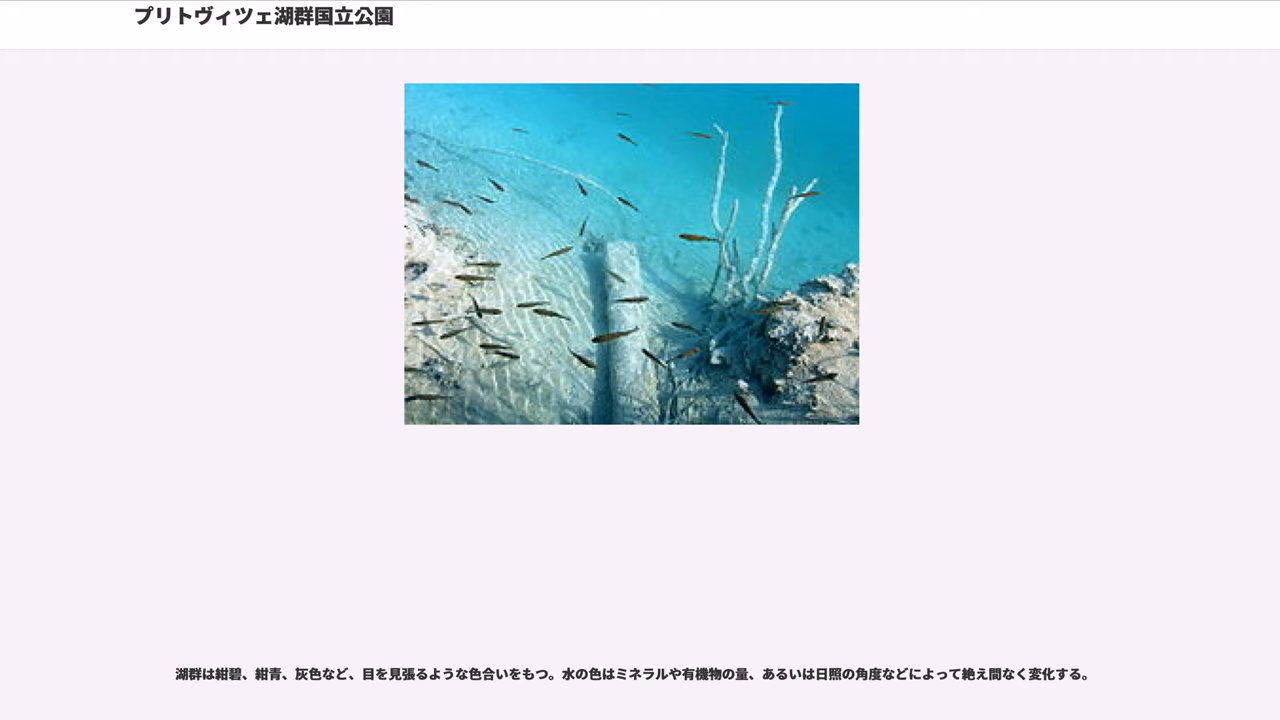 プリトヴィツェ湖群国立公園
湖群は紺碧、紺青、灰色など、目を見張るような色合いをもつ。水の色はミネラルや有機物の量、あるいは日照の角度などによって絶え間なく変化する。